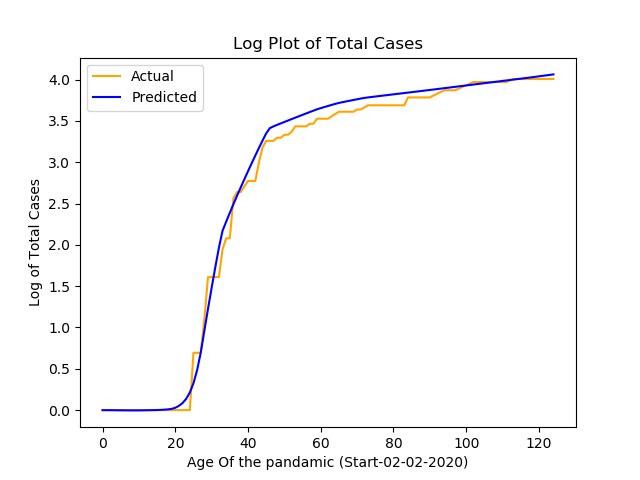 Log Plot of Total Cases
Actual
Predicted
Log of Total Cases
4.0
3.5
3.0
2.5
2.0
1.5
1.0
0.5
0.0
0 20 40 60 80 100 120
Age Of the pandamic (Start-02-02-2020)